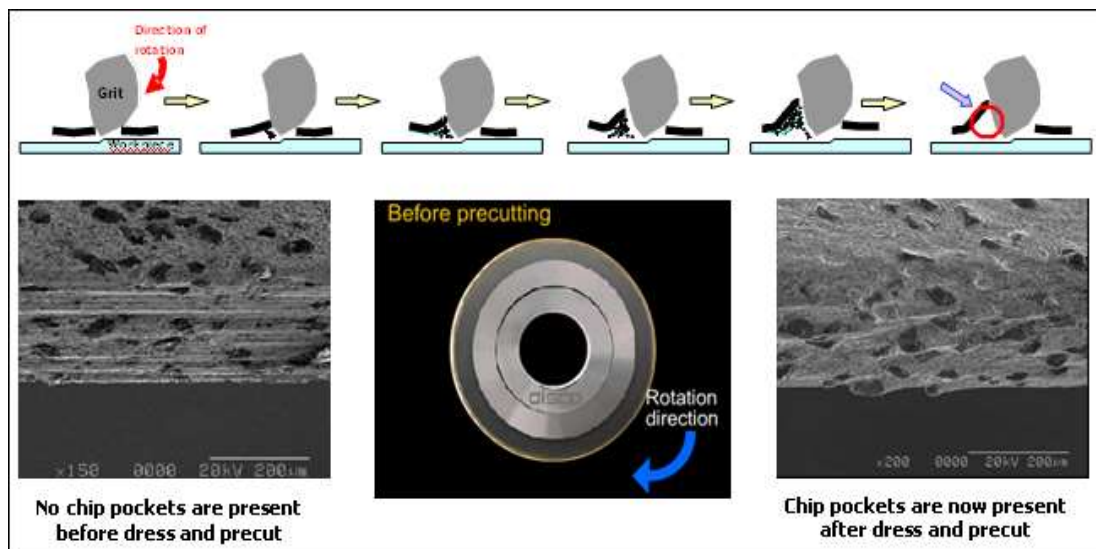 Direction of
rotation
Grit
Workpiece
Before precutting
DISCO
Rotation
direction
x150 0000 20kV 200µm
x200 0000 20kV 200µm
No chip pockets are present
before dress and precut
Chip pockets are now present
after dress and precut